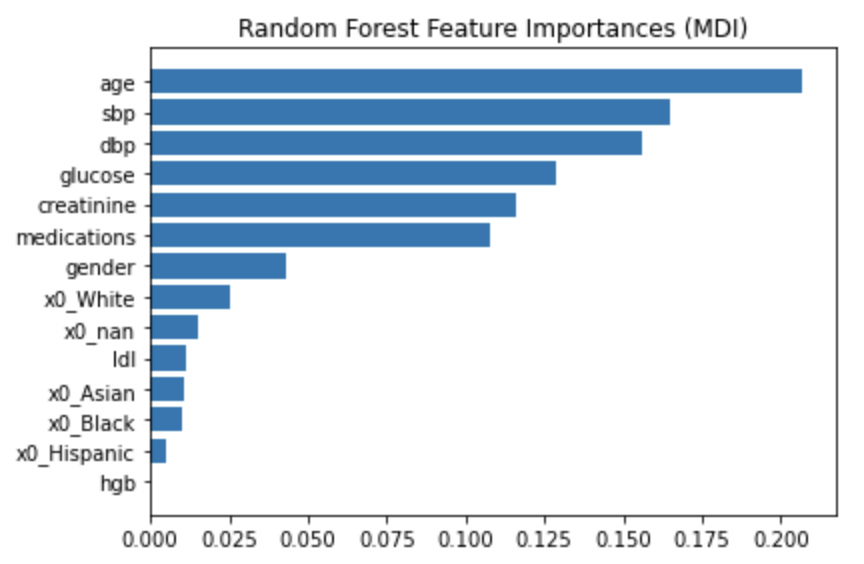 Random Forest Feature Importances (MDI)
age
sbp
dbp
glucose
creatinine
medications
gender
x0_White
x0_nan
ldl
x0_Asian
x0_Black
x0_Hispanic
hgb
0.000 0.025 0.050 0.075 0.100 0.125 0.150 0.175 0.200